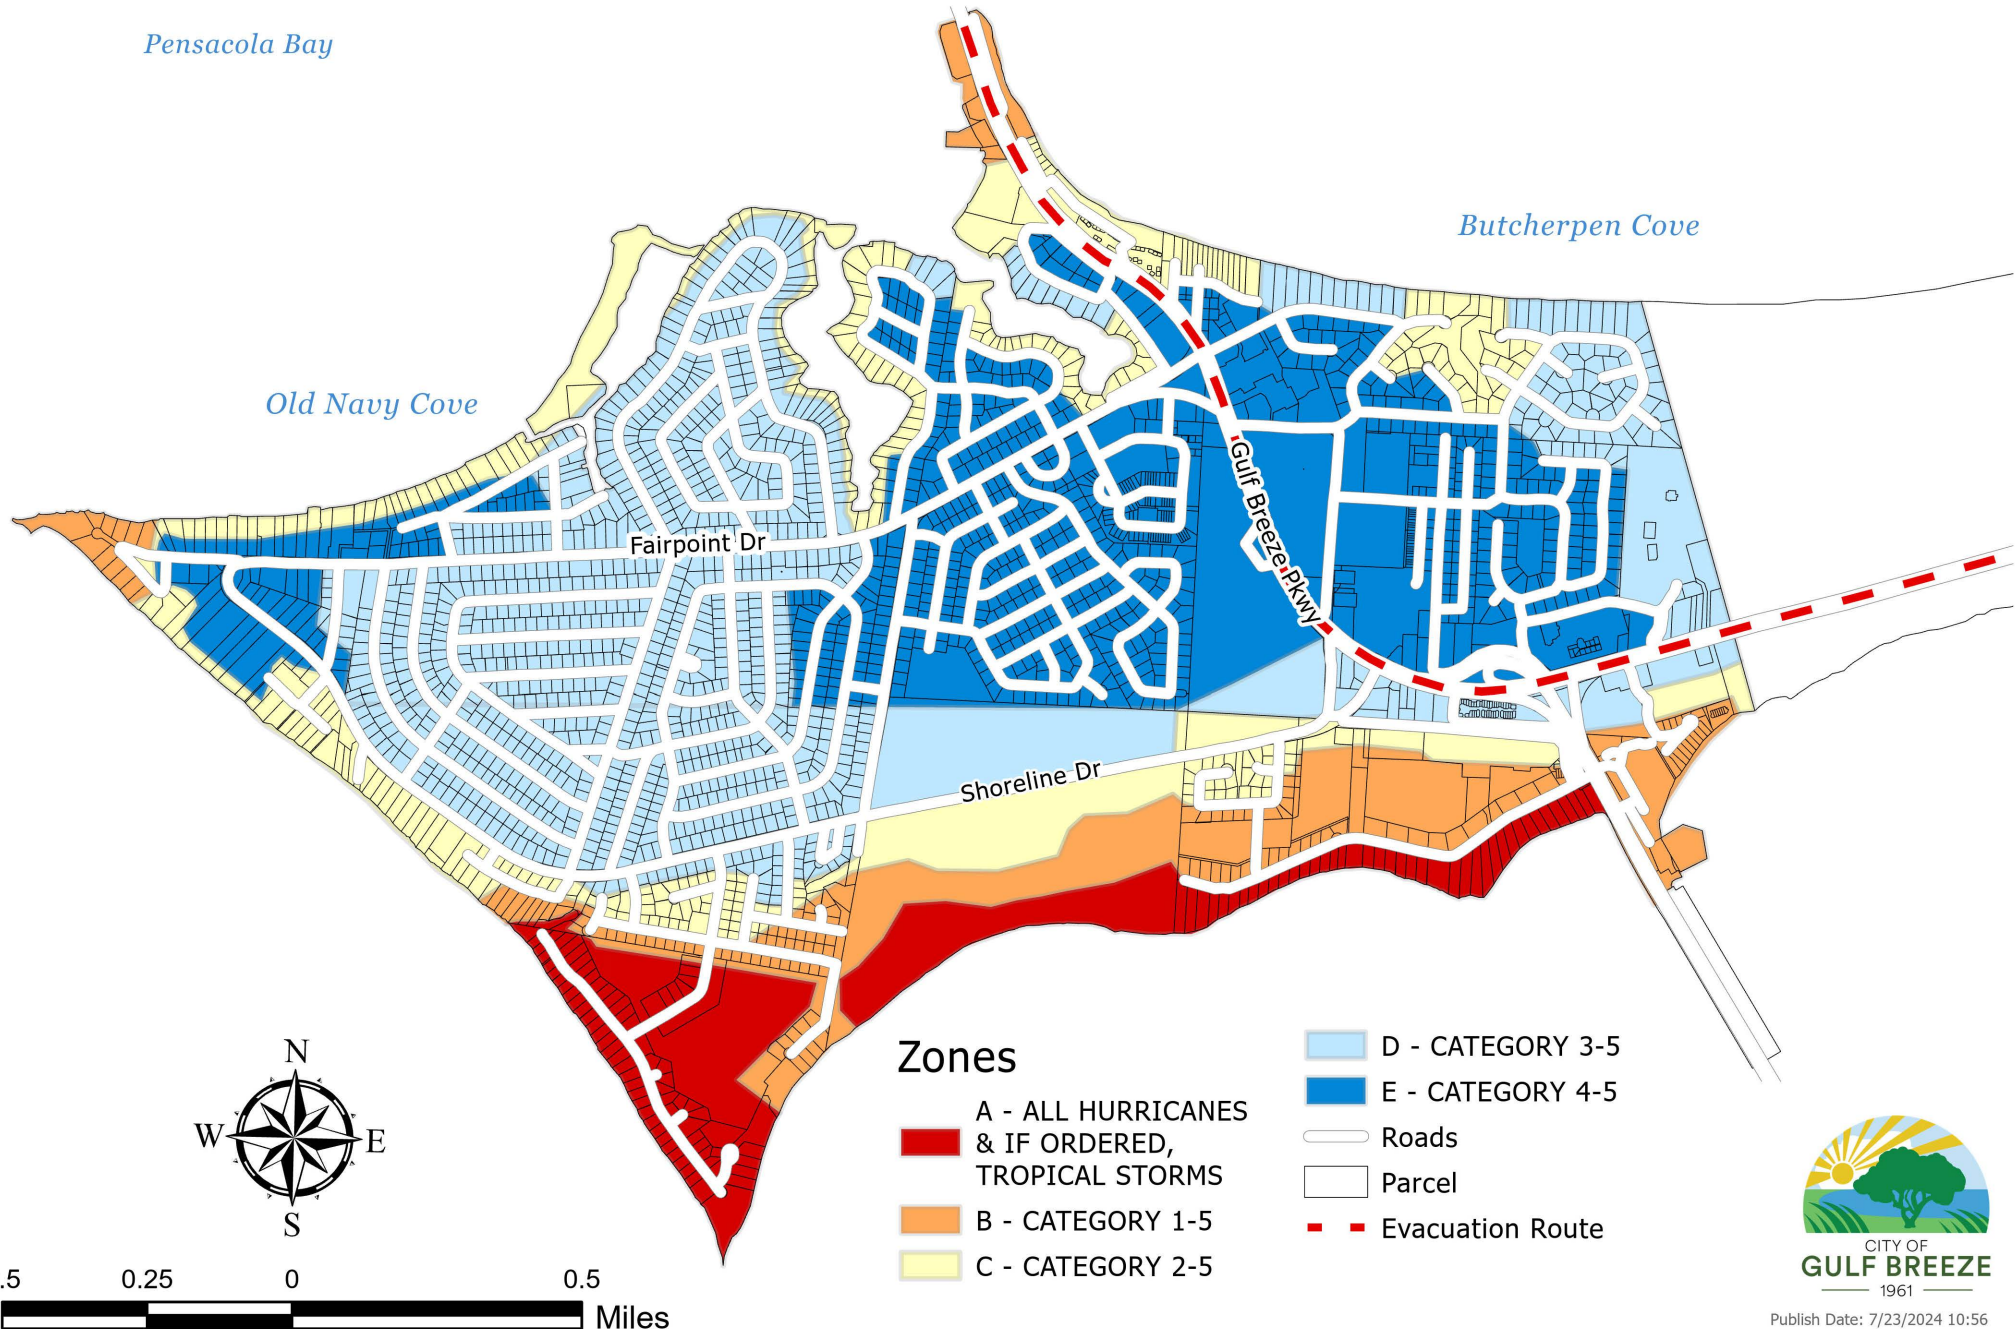 Pensacola Bay
Butcherpen Cove
Old Navy Cove
Gulf Breeze Pkwy
Fairpoint Dr
Shoreline Dr
N
W
E
S
Zones
A - ALL HURRICANES
& IF ORDERED,
TROPICAL STORMS
B - CATEGORY 1-5
C - CATEGORY 2-5
D - CATEGORY 3-5
E - CATEGORY 4-5
Roads
Parcel
Evacuation Route
.5 0.25 0 0.5
Miles
CITY OF
GULF BREEZE
1961
Publish Date: 7/23/2024 10:56